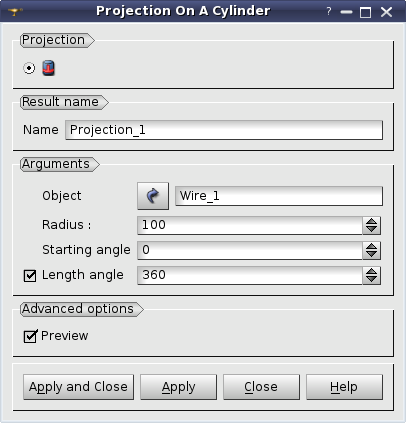 Projection On A Cylinder ?
Projection
Result name
Name Projection_1
Arguments
Object Wire_1
Radius : 100
Starting angle 0
Length angle 360
Advanced options
Preview
Apply and Close Apply Close Help